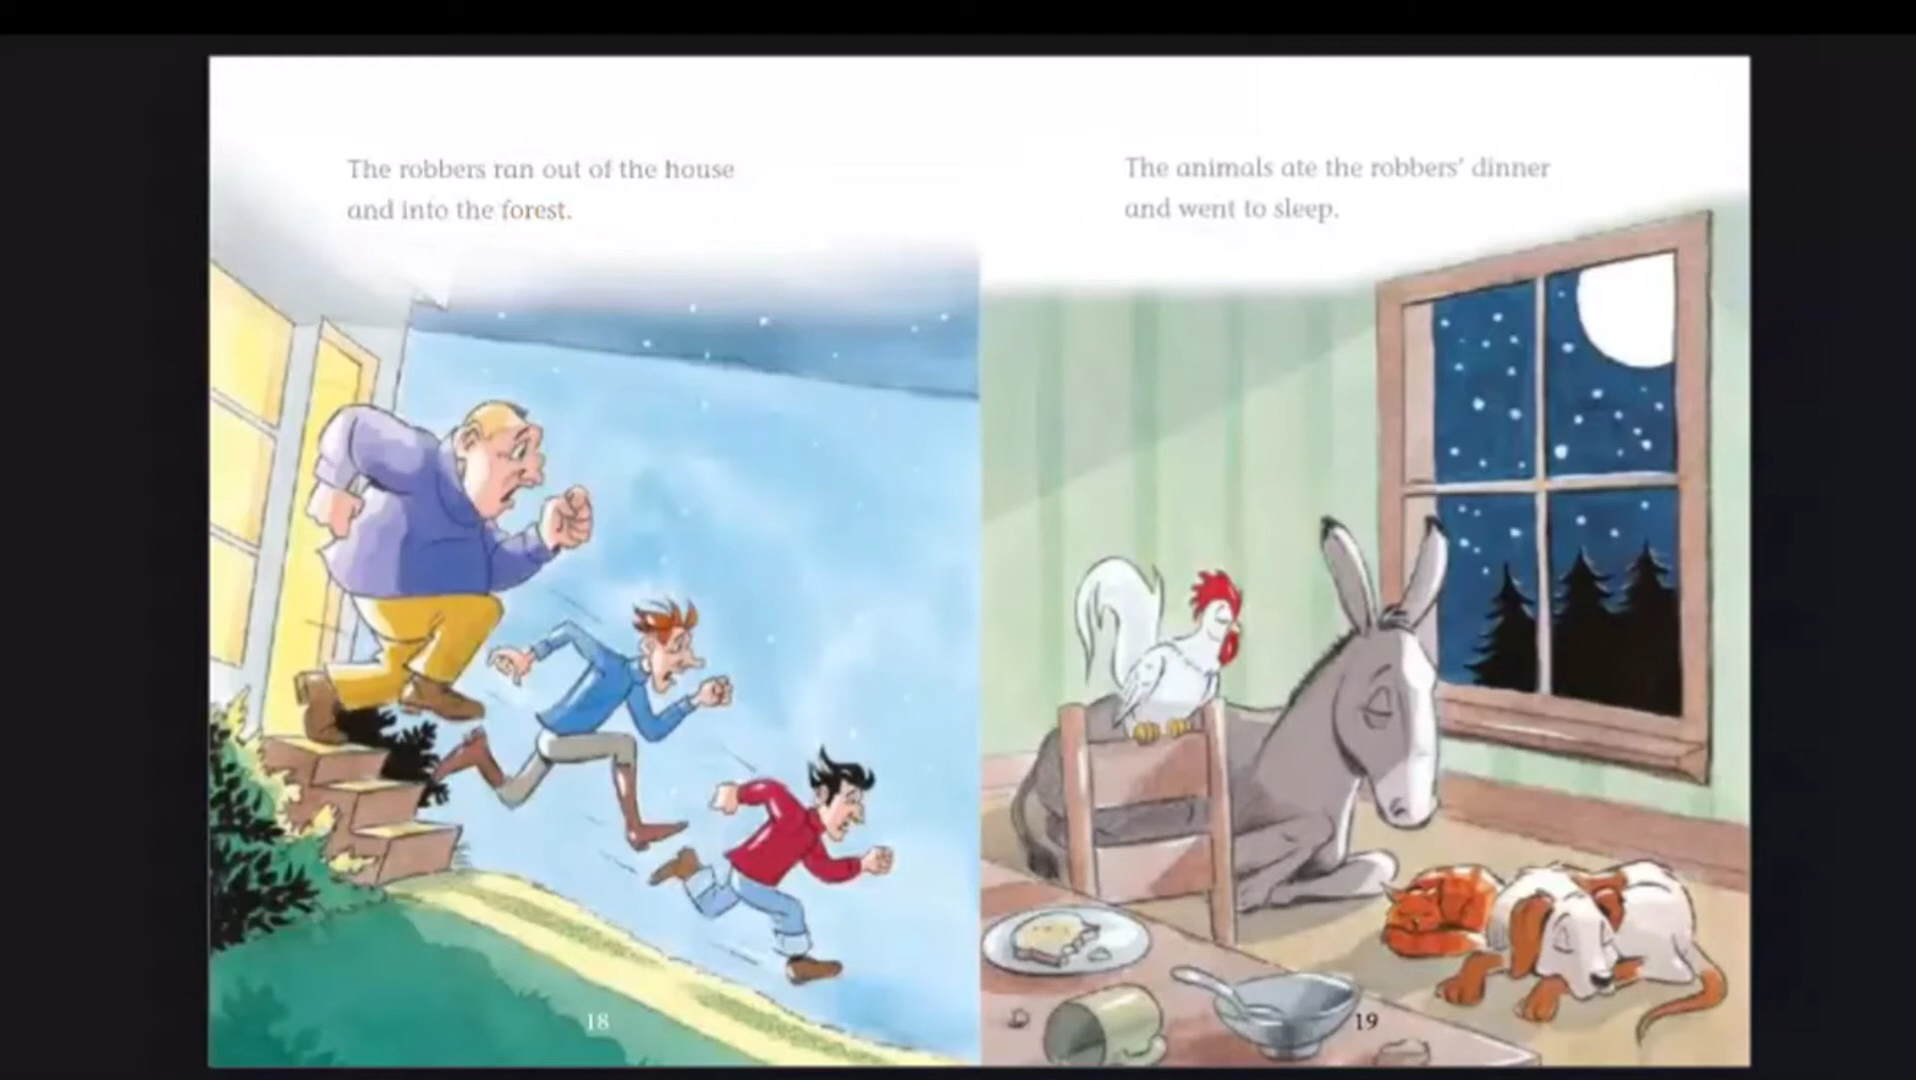 The robbers ran out of the house
and into the forest.
18
The animals ate the robbers’ dinner
and went to sleep.
19